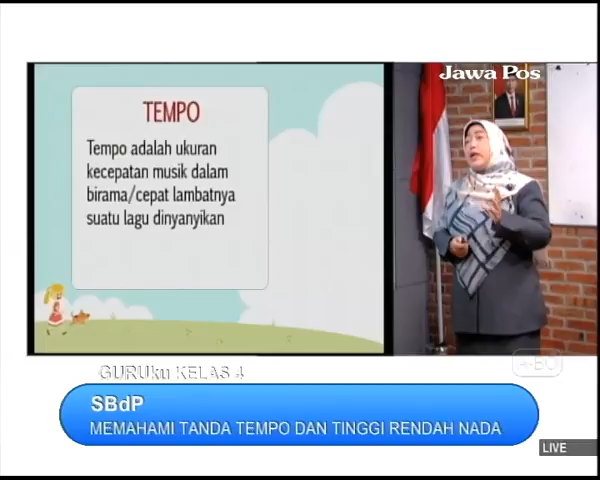 Jawa Pos
TEMPO
Tempo adalah ukuran
kecepatan musik dalam
birama/cepat lambatnya
suatu lagu dinyanyikan
GURUku KELAS 4
SBdP
MEMAHAMI TANDA TEMPO DAN TINGGI RENDAH NADA
LIVE